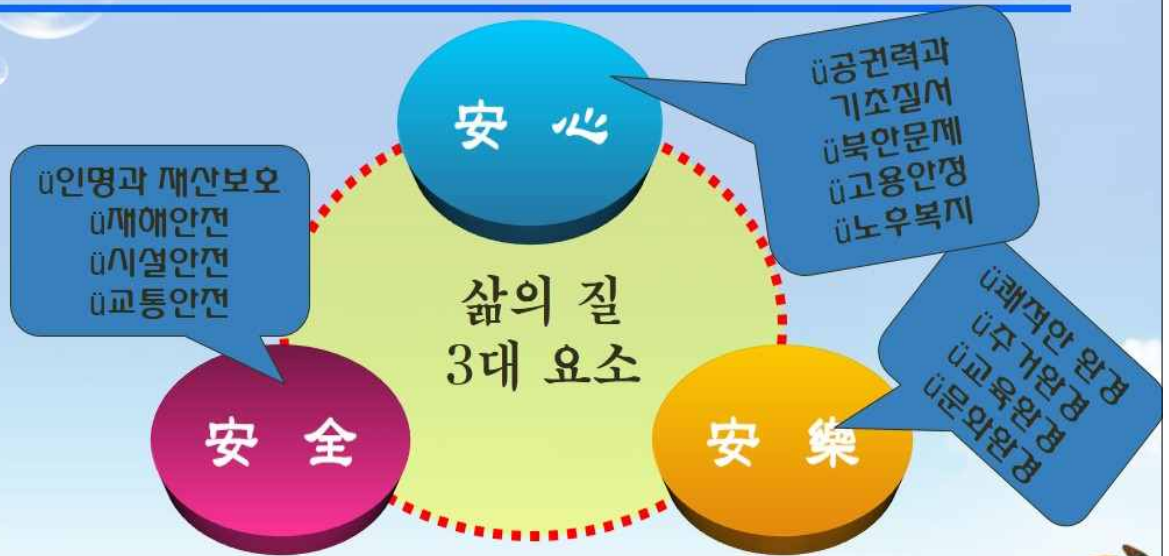 安 心
ü공권력과
기초질서
ü북한문제
ü고용안정
ü노후복지
ü인명과 재산보호
ü재해안전
ü시설안전
ü교통안전
삶의 질
3대 요소
ü쾌적한 환경
ü주거환경
ü교육환경
ü문화환경
安 全
安 樂